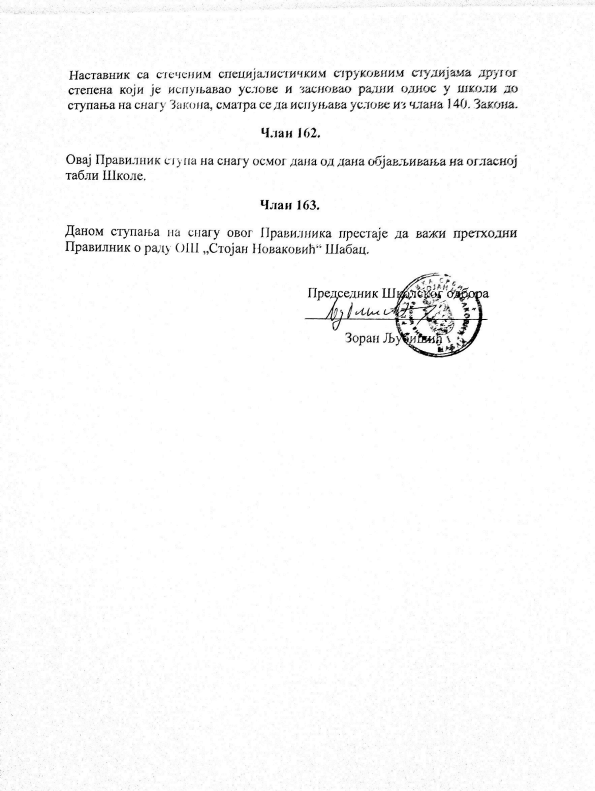 Наставник са стеченим специјалистичким струковним студијама другог
степена који је испуњавао услове и засновао радни однос у школи до
ступања на снагу Закона, сматра се да испуњава услове из члана 140. Закона.
Члан 162.
Овај Правилник ступа на снагу осмог дана од дана објављивања на огласној
табли Школе.
Члан 163.
Даном ступања на снагу овог Правилника престаје да важи претходни
Правилник о раду ОШ „Стојан Новаковић“ Шабац.
Председник Школског одбора
Зоран Љубишић